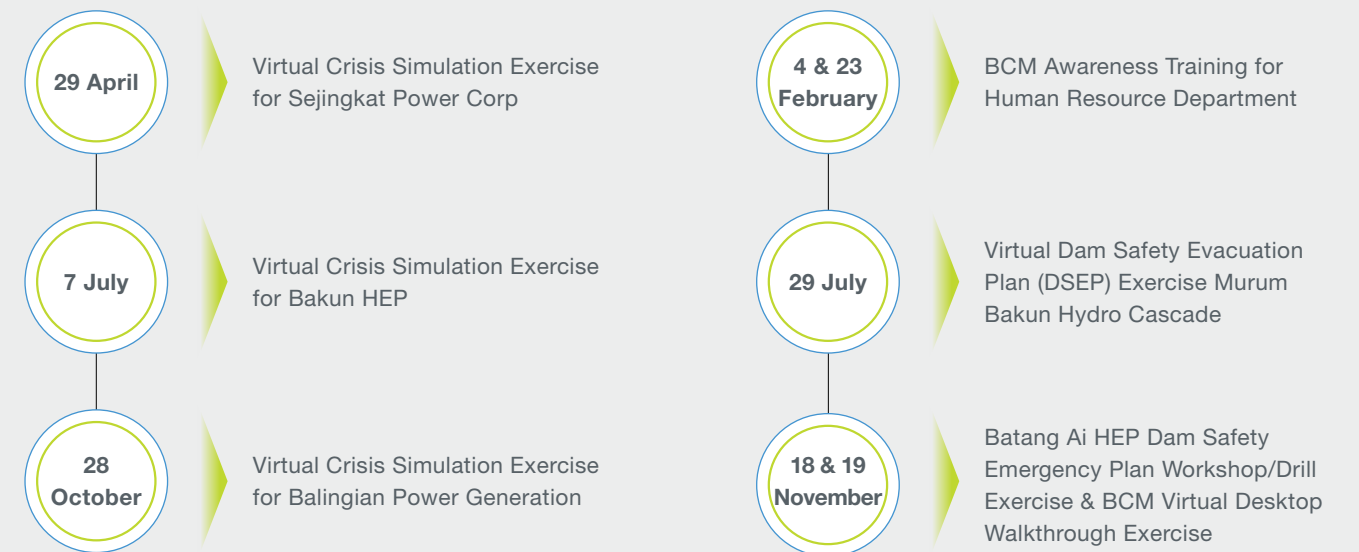 29 April
Virtual Crisis Simulation Exercise
for Sejingkat Power Corp
7 July
Virtual Crisis Simulation Exercise
for Bakun HEP
28
October
Virtual Crisis Simulation Exercise
for Balingian Power Generation
4 & 23
February
BCM Awareness Training for
Human Resource Department
29 July
Virtual Dam Safety Evacuation
Plan (DSEP) Exercise Murum
Bakun Hydro Cascade
18 & 19
November
Batang Ai HEP Dam Safety
Emergency Plan Workshop/Drill
Exercise & BCM Virtual Desktop
Walkthrough Exercise